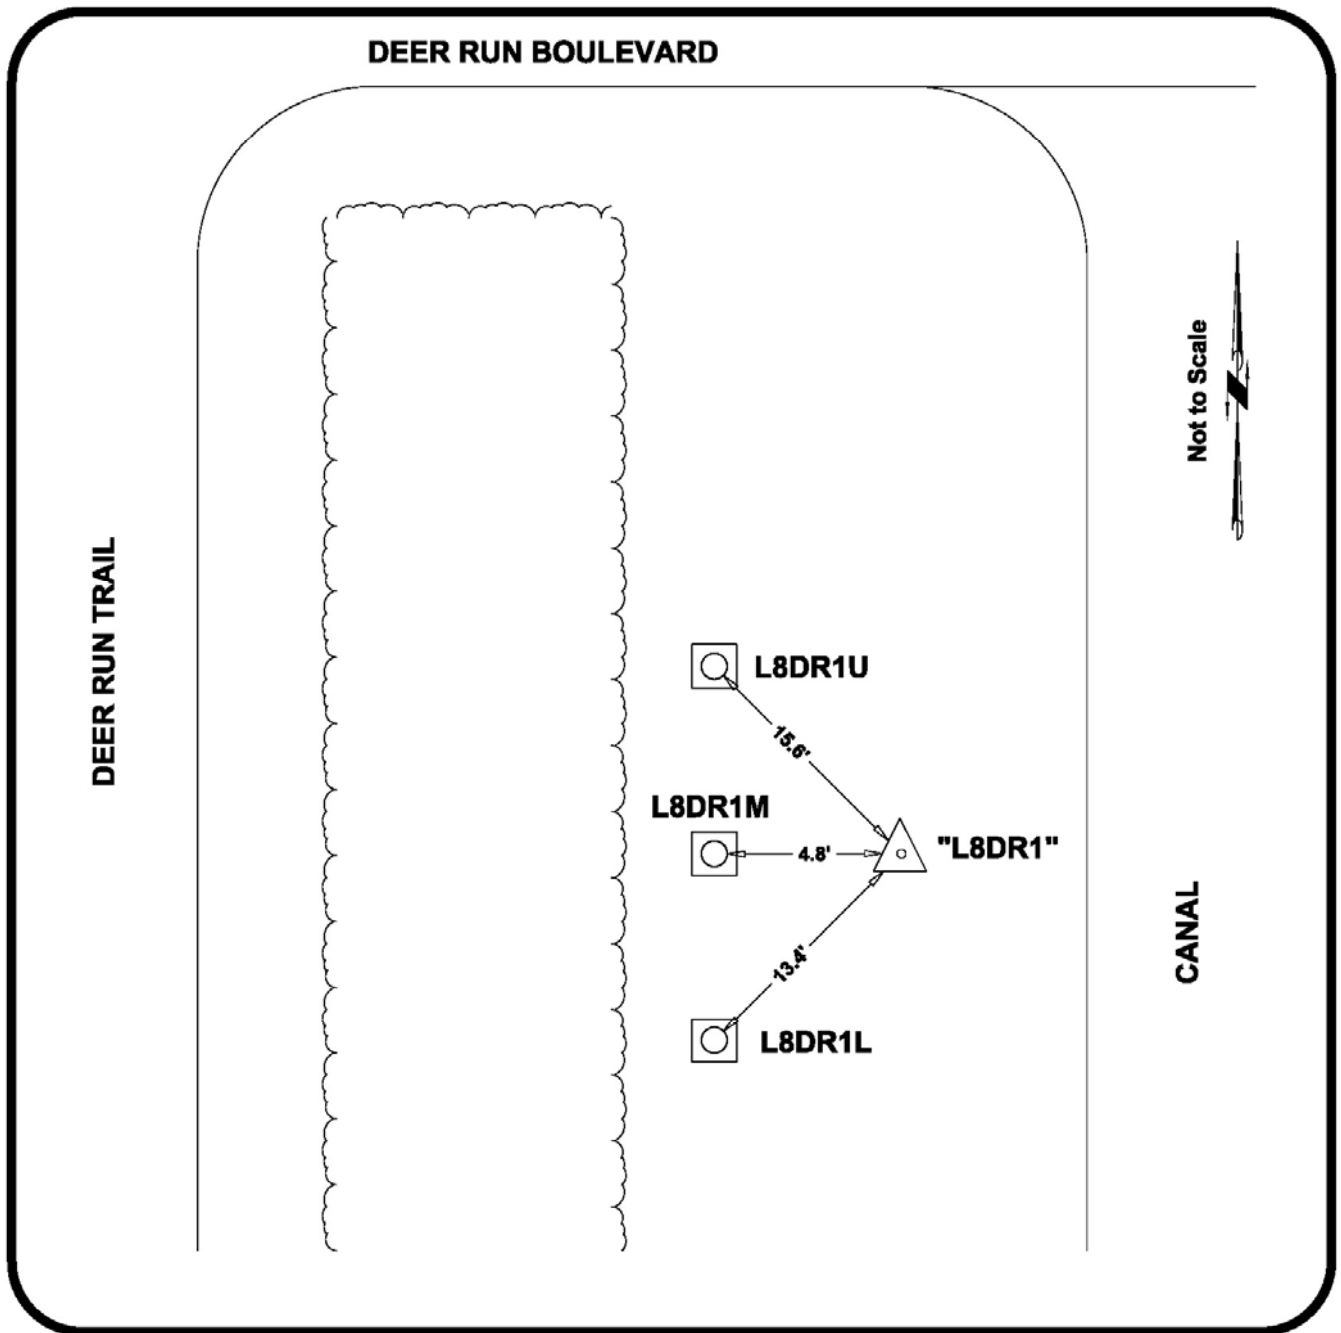 DEER RUN BOULEVARD
Not to Scale
DEER RUN TRAIL
L8DR1U
15.6'
L8DR1M
4.8'
"L8DR1"
13.4'
L8DR1L
CANAL